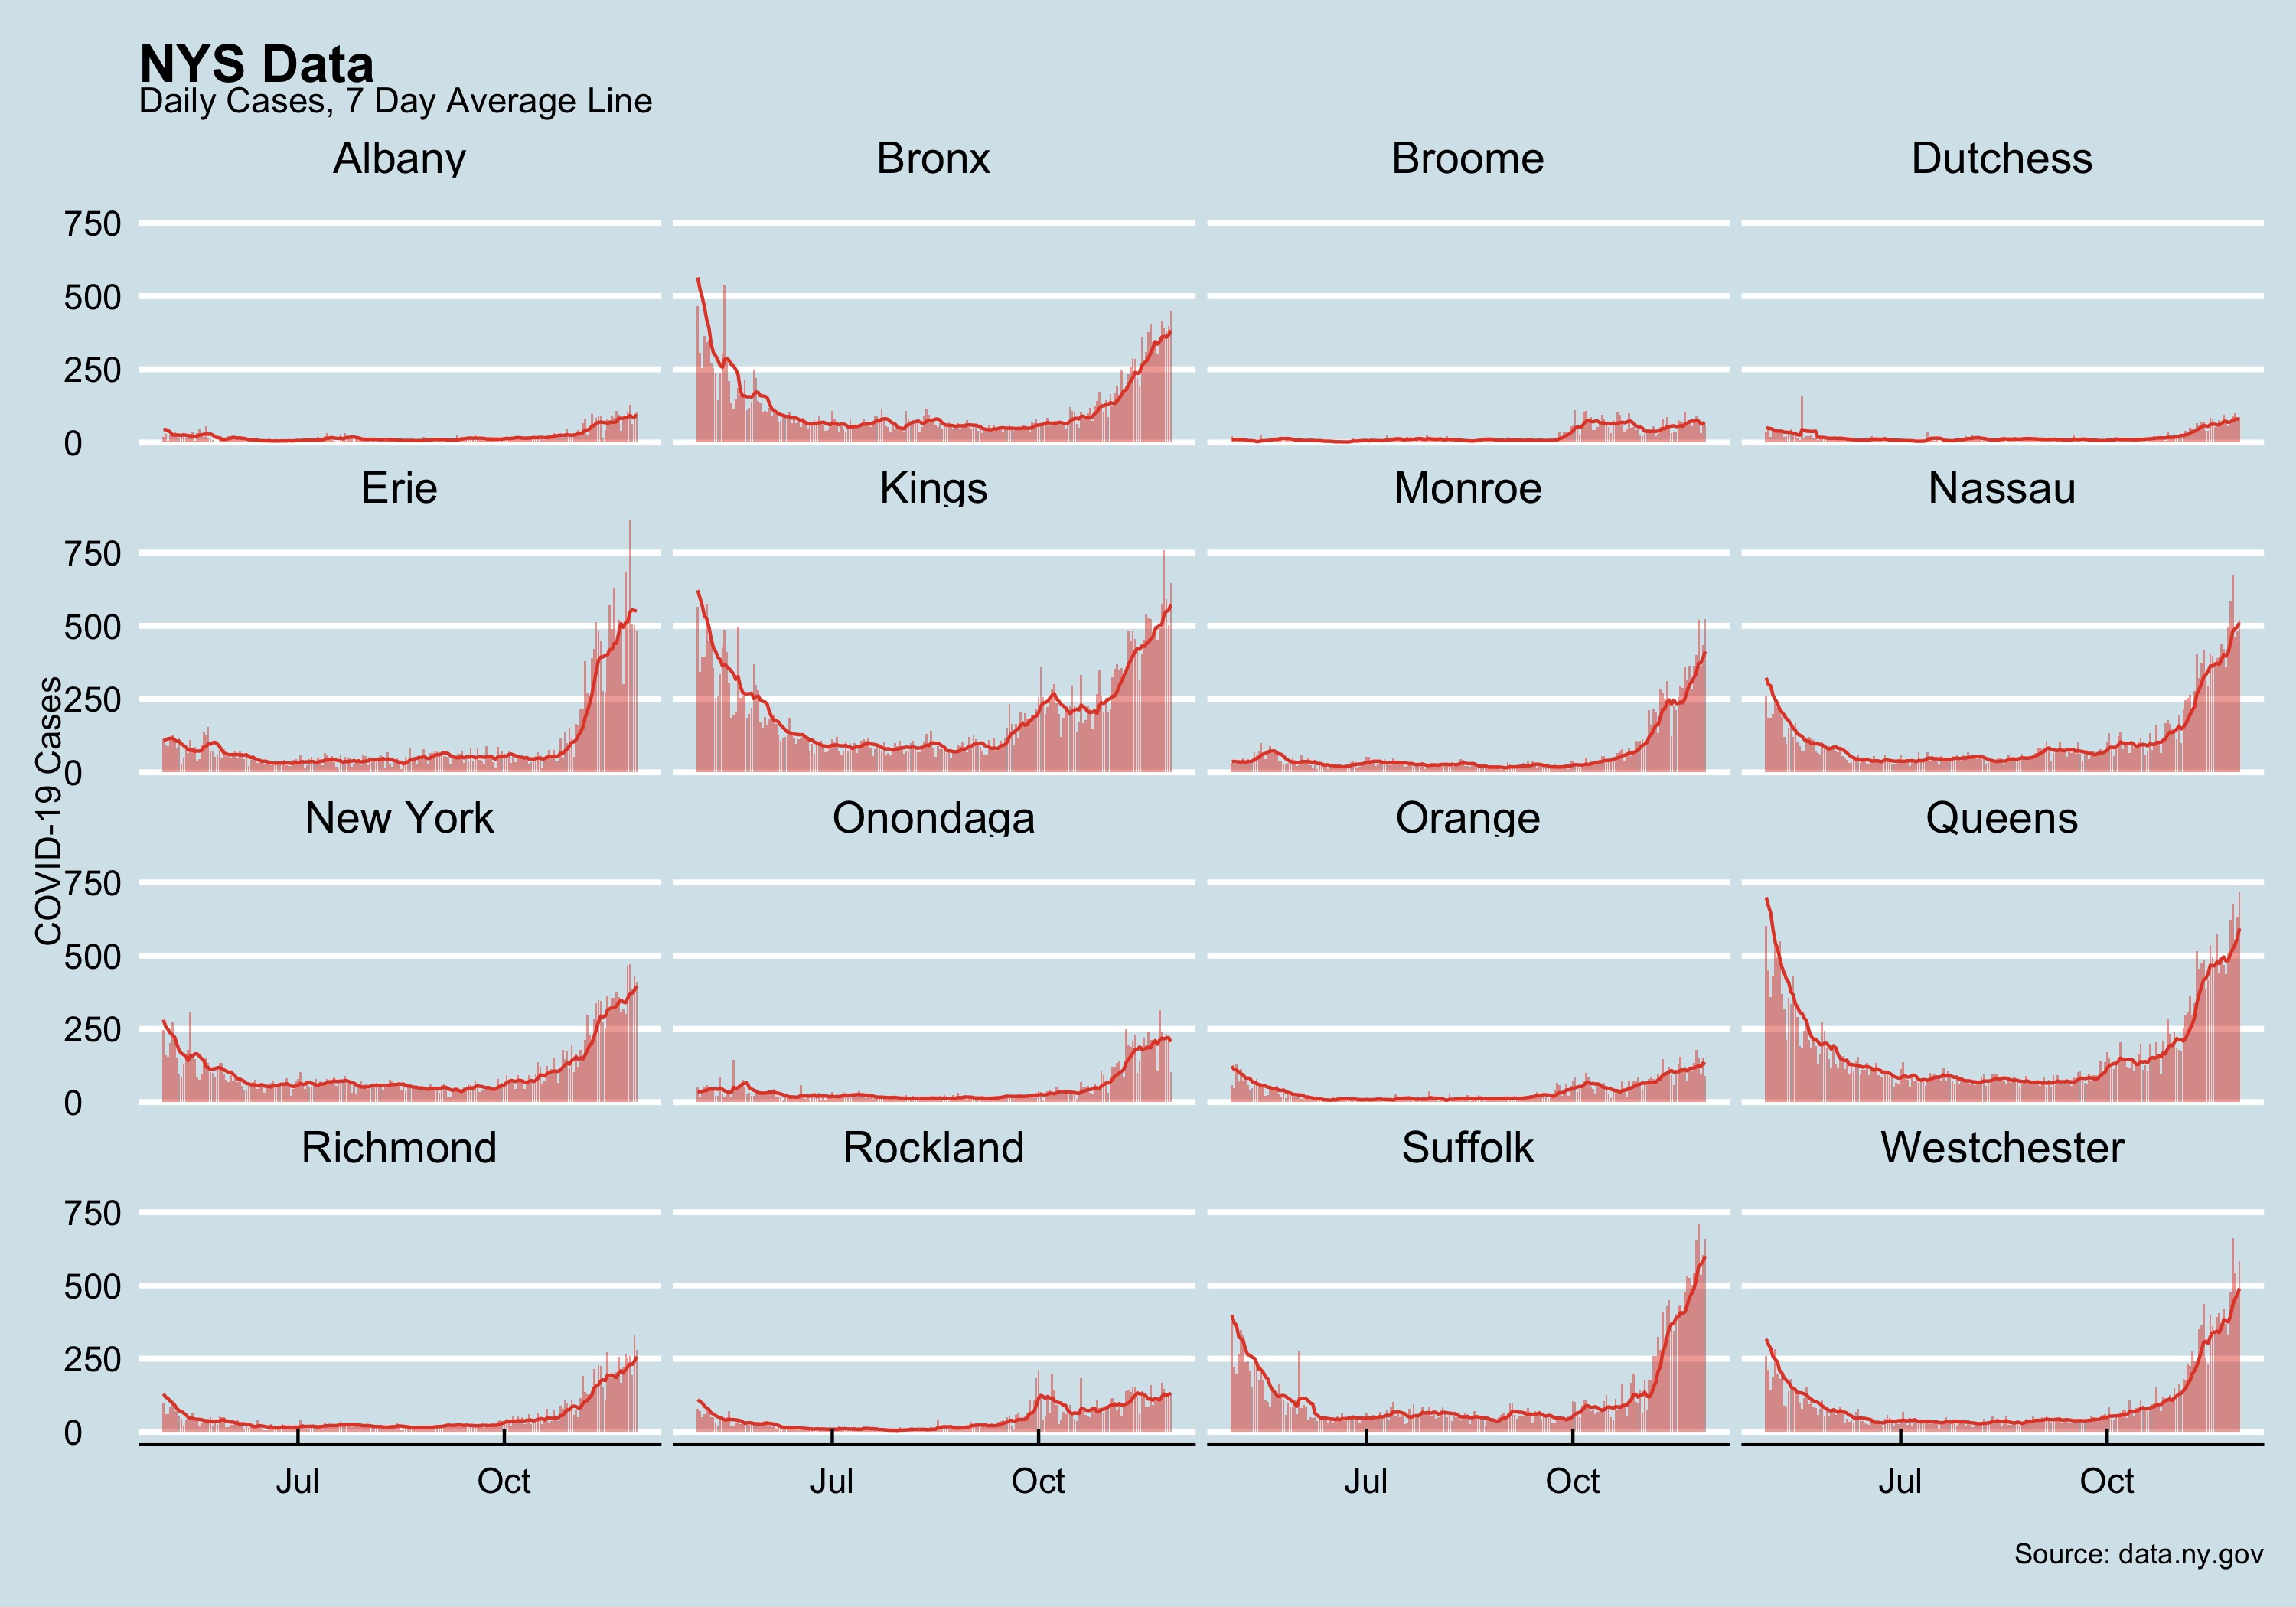 NYS Data
Daily Cases, 7 Day Average Line
Albany Bronx Broome Dutchess
750
500
250
0
Erie Kings Monroe Nassau
750
500
250
0
COVID-19 Cases
New York Onondaga Orange Queens
750
500
250
0
Richmond Rockland Suffolk Westchester
750
500
250
0
Jul Oct Jul Oct Jul Oct Jul Oct
Source: data.ny.gov